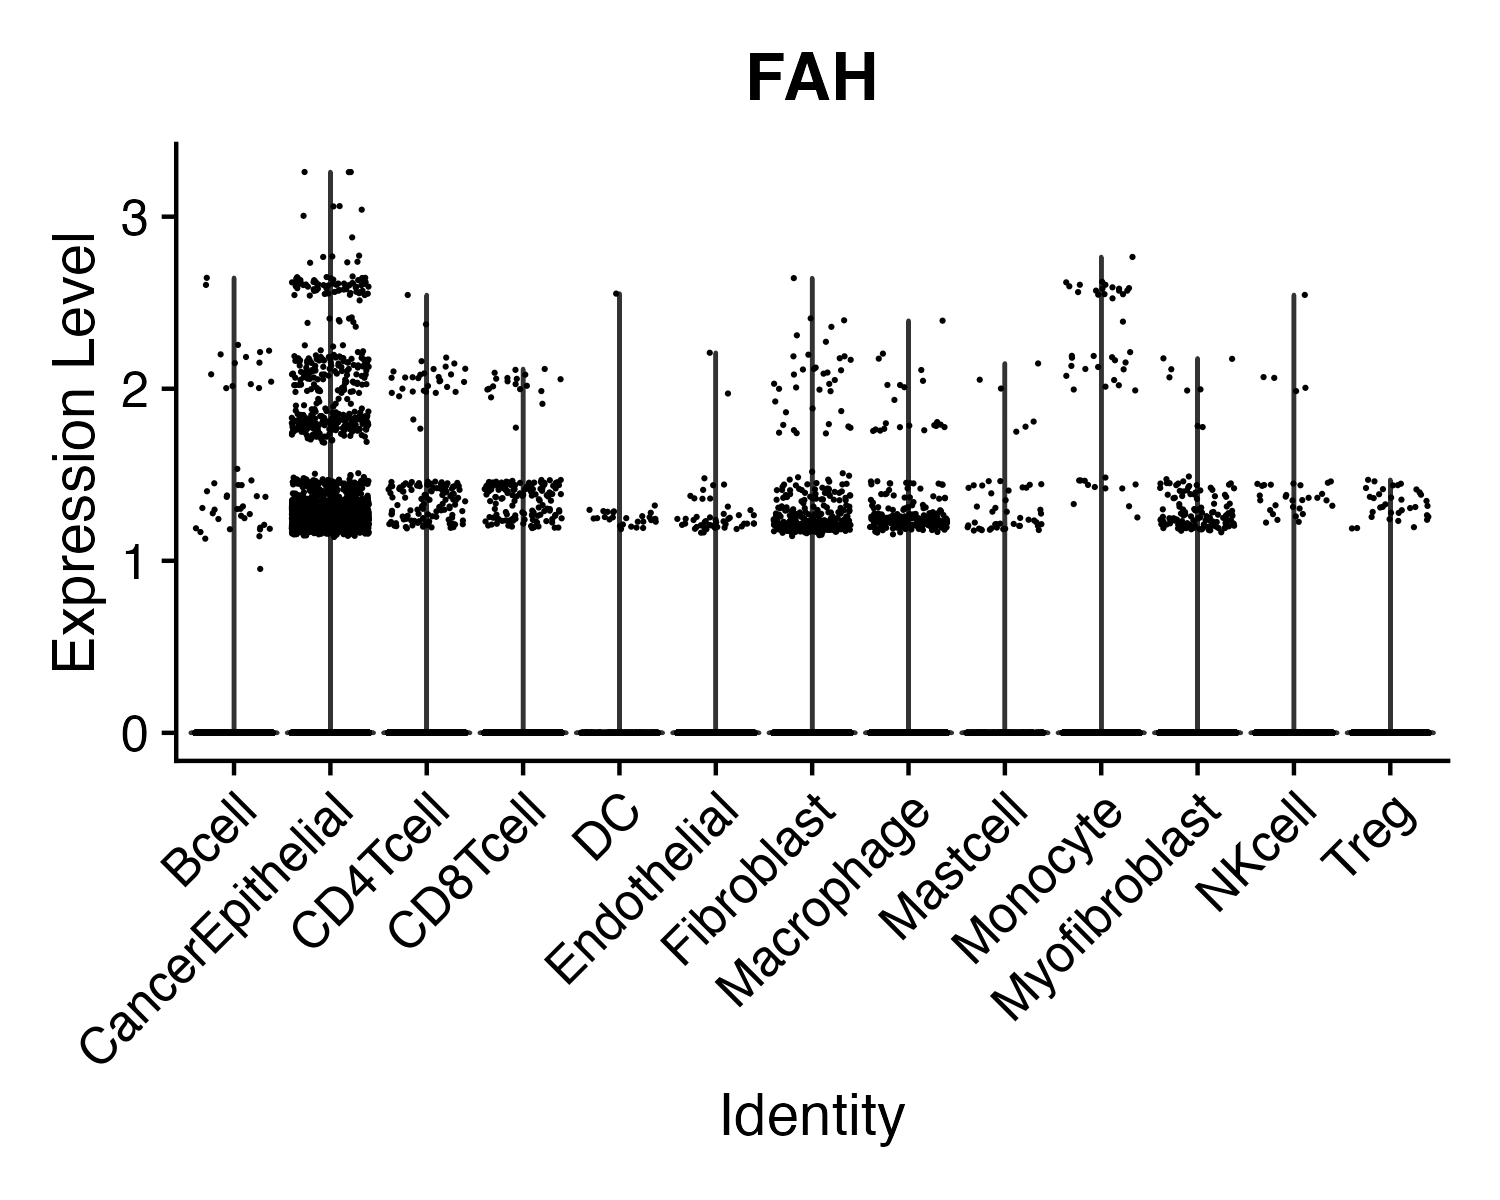 FAH
Expression Level
3
2
1
0
Bcell
CancerEpithelial
CD4Tcell
CD8Tcell
DC
Endothelial
Fibroblast
Macrophage
Mastcell
Monocyte
Myofibroblast
NKcell
Treg
Identity